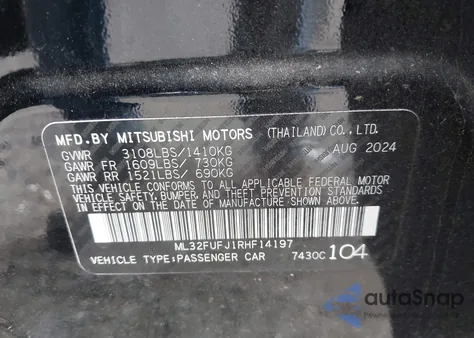 MFD.BY MITSUBISHI MOTORS (THAILAND)CO., LTD.
GVWR 3108LBS/1410KG AUG 2024
GAWR FR 1609LBS/ 730KG
GAWR RR 1521LBS/ 690KG
THIS VEHICLE CONFORMS TO ALL APPLICABLE FEDERAL MOTOR
VEHICLE SAFETY, BUMPER, AND THEFT PREVENTION STANDARDS
IN EFFECT ON THE DATE OF MANUFACTURE SHOWN ABOVE.
ML32FUFJ1RHF14197
VEHICLE TYPE:PASSENGER CAR 7430C 104
autoSnap